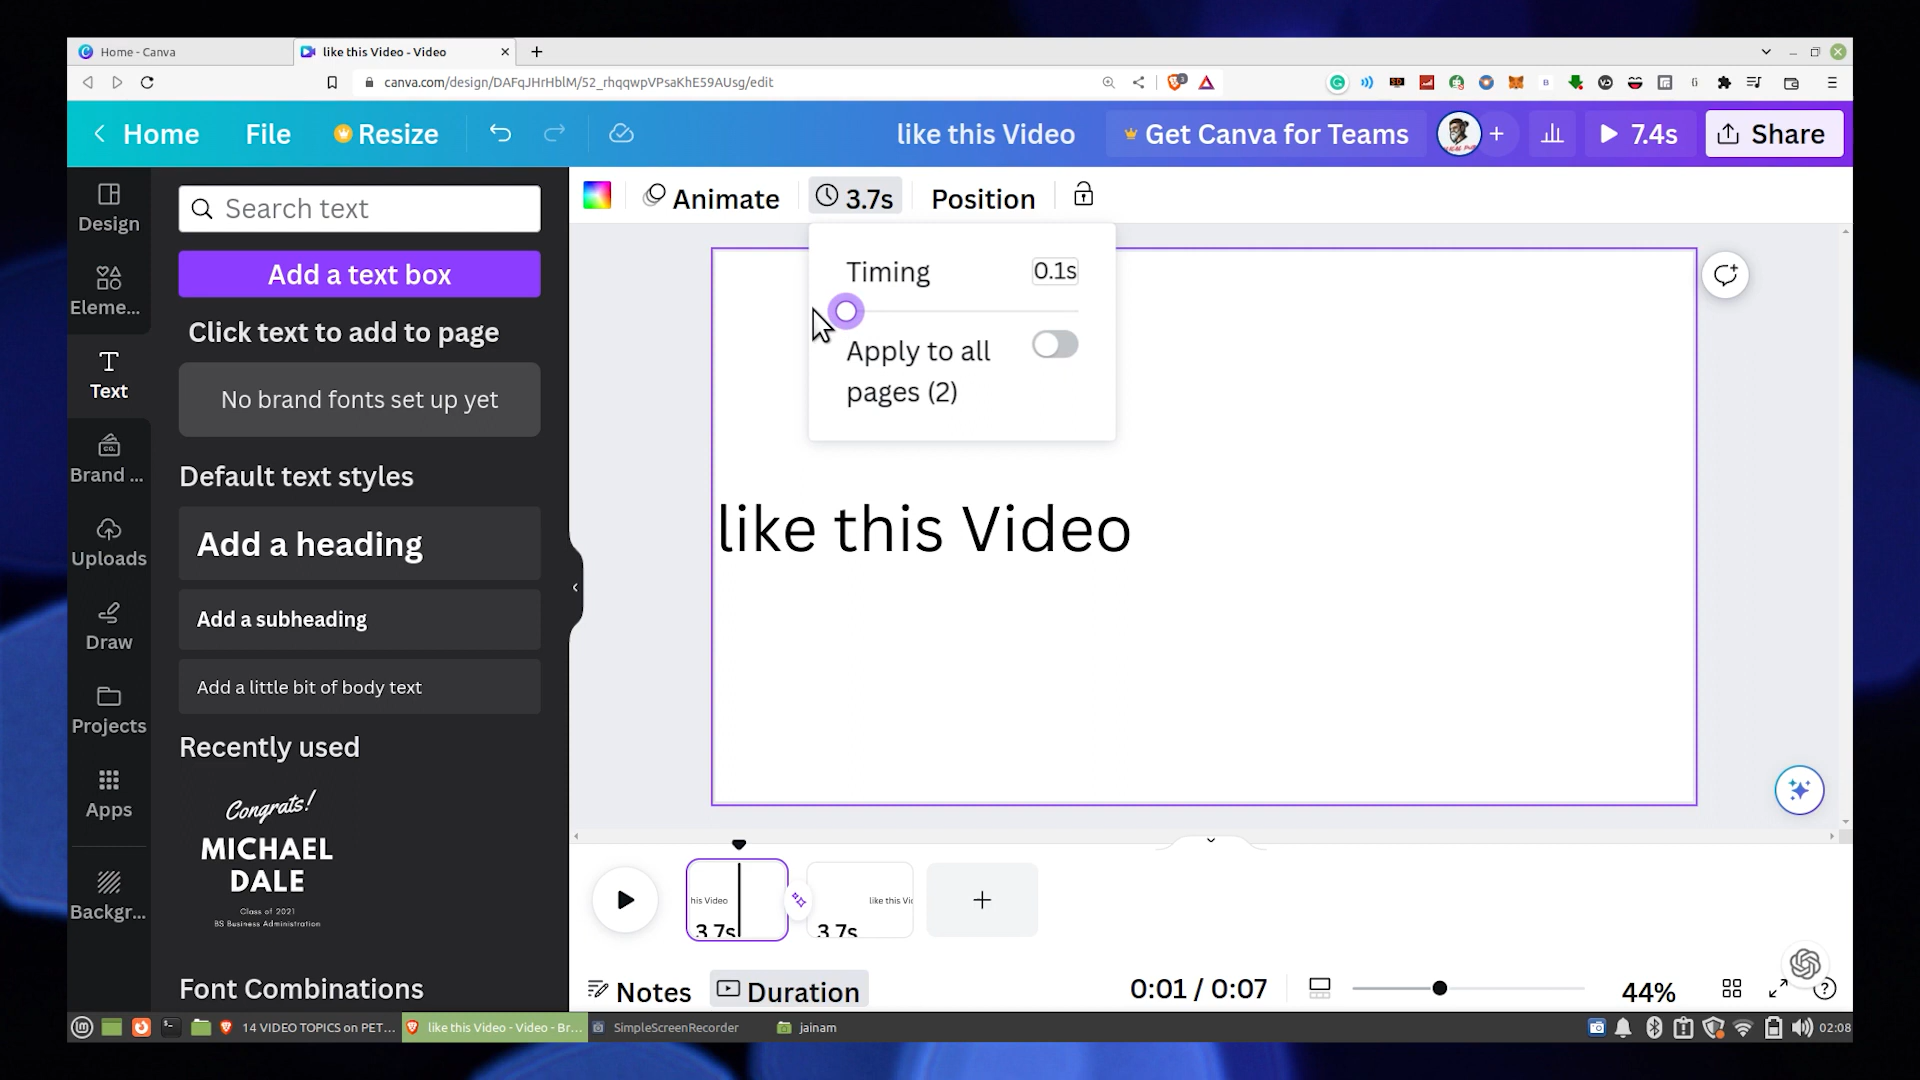 Home - Canva
like this Video - Video
canva.com/design/DAFqJHrHblM/52_rhqqwpVPsaKhE59AUsg/edit
Home File Resize like this Video Get Canva for Teams 7.4s Share
Design
Eleme...
Text
Brand ...
Uploads
Draw
Projects
Apps
Backgr...
Search text
Add a text box
Click text to add to page
No brand fonts set up yet
Default text styles
Add a heading
Add a subheading
Add a little bit of body text
Recently used
Congrats!
MICHAEL
DALE
Class of 2021
BS Business Administration
Font Combinations
Animate 3.7s Position
Timing 0.1s
Apply to all
pages (2)
like this Video
his Video
3.7s
like this Vic
3.7s
Notes Duration 0:01 / 0:07 44%
14 VIDEO TOPICS on PET... like this Video - Video - Br... SimpleScreenRecorder jainam 02:08